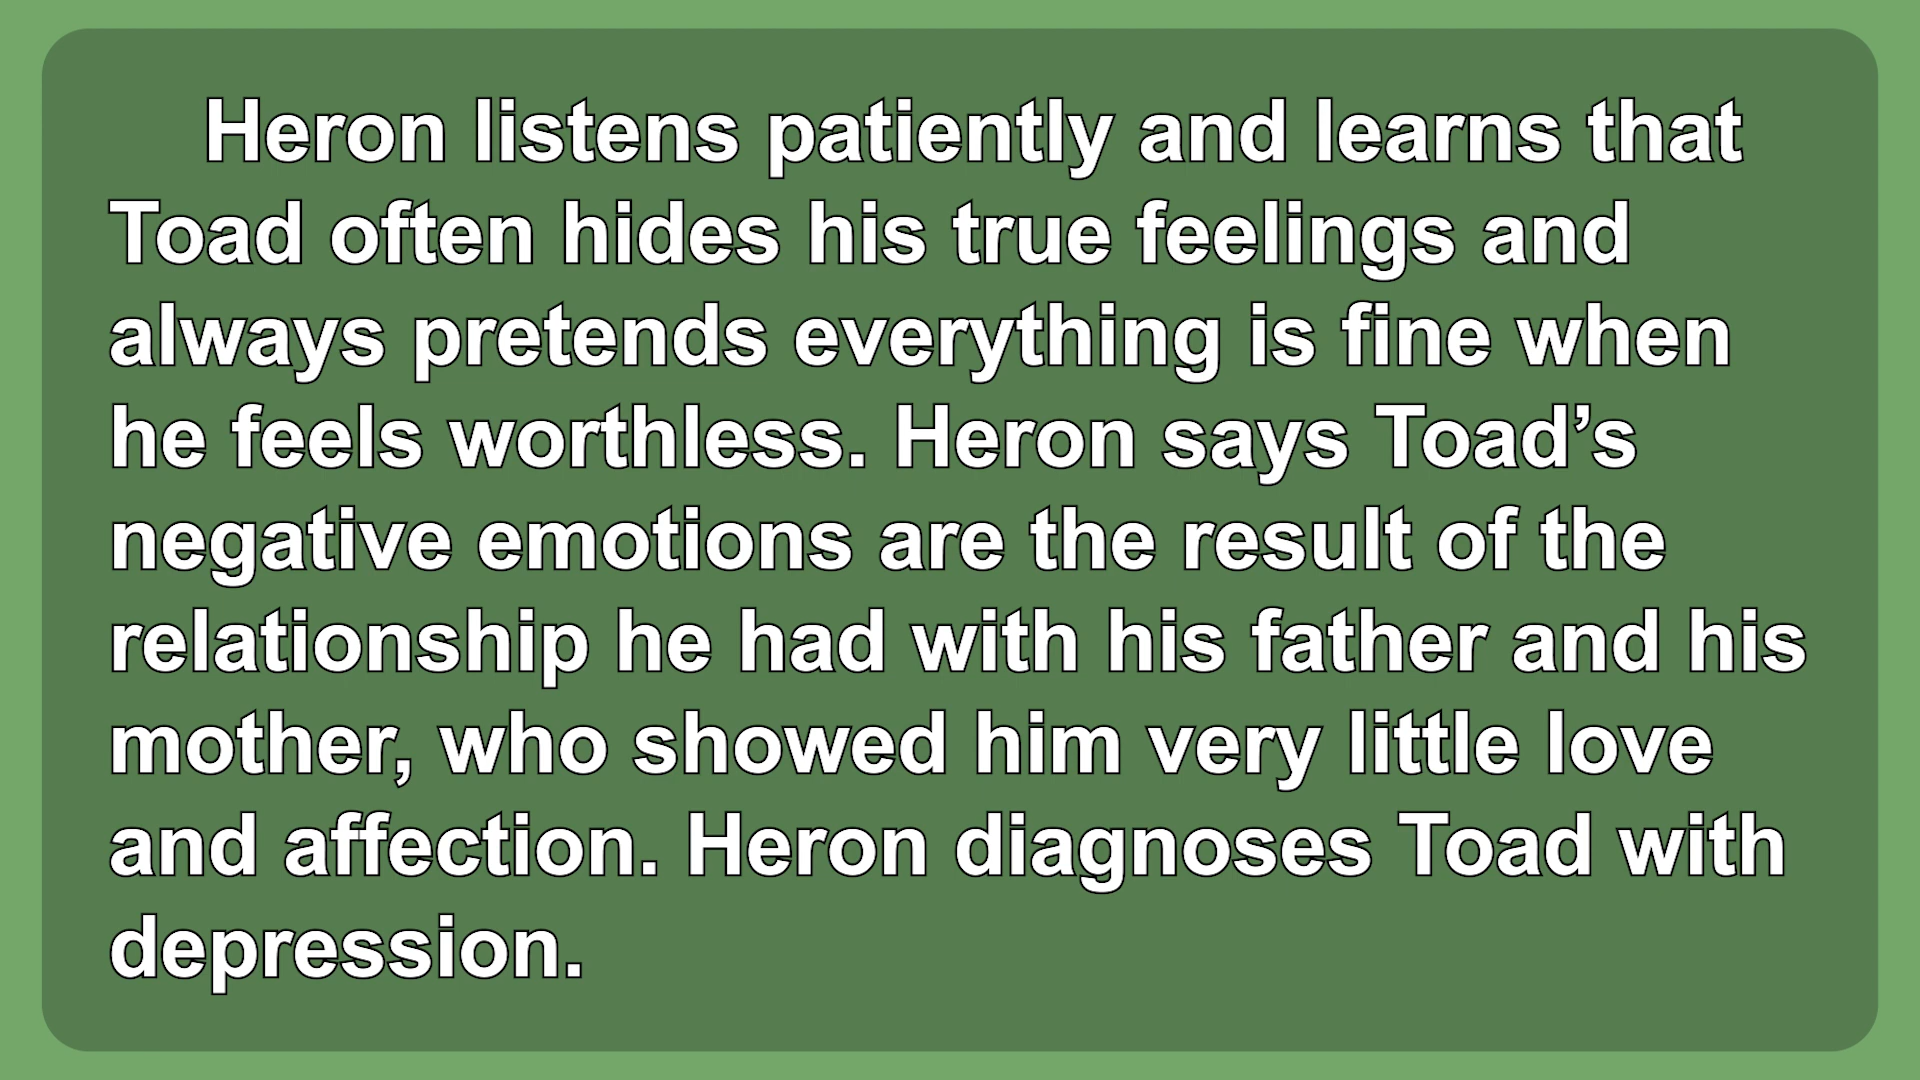 Heron listens patiently and learns that
Toad often hides his true feelings and
always pretends everything is fine when
he feels worthless. Heron says Toad’s
negative emotions are the result of the
relationship he had with his father and his
mother, who showed him very little love
and affection. Heron diagnoses Toad with
depression.